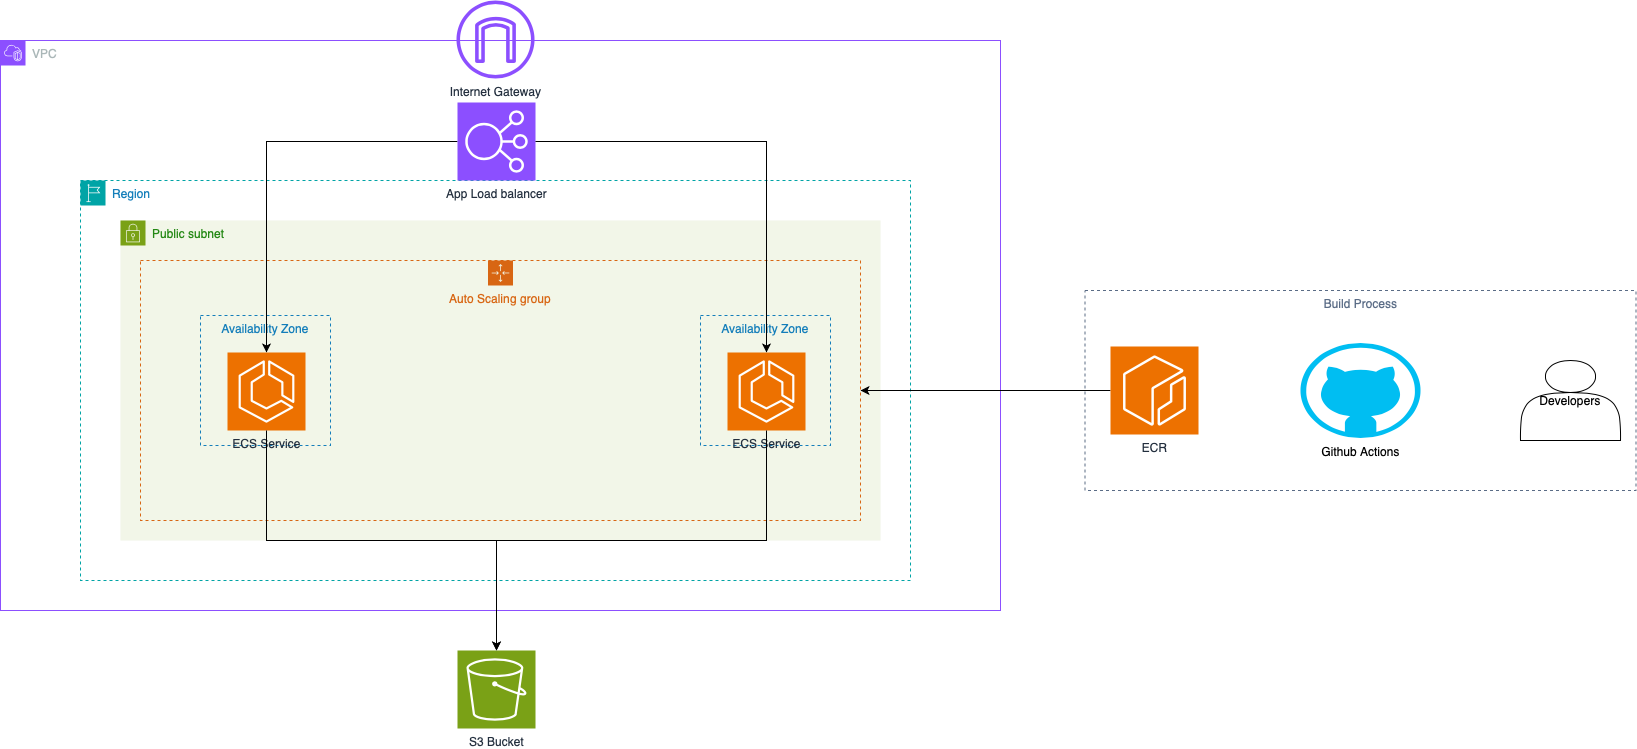 VPC
Internet Gateway
App Load balancer
Region
Public subnet
Auto Scaling group
Availability Zone
Availability Zone
ECS Service
ECS Service
S3 Bucket
Build Process
ECR
Github Actions
Developers